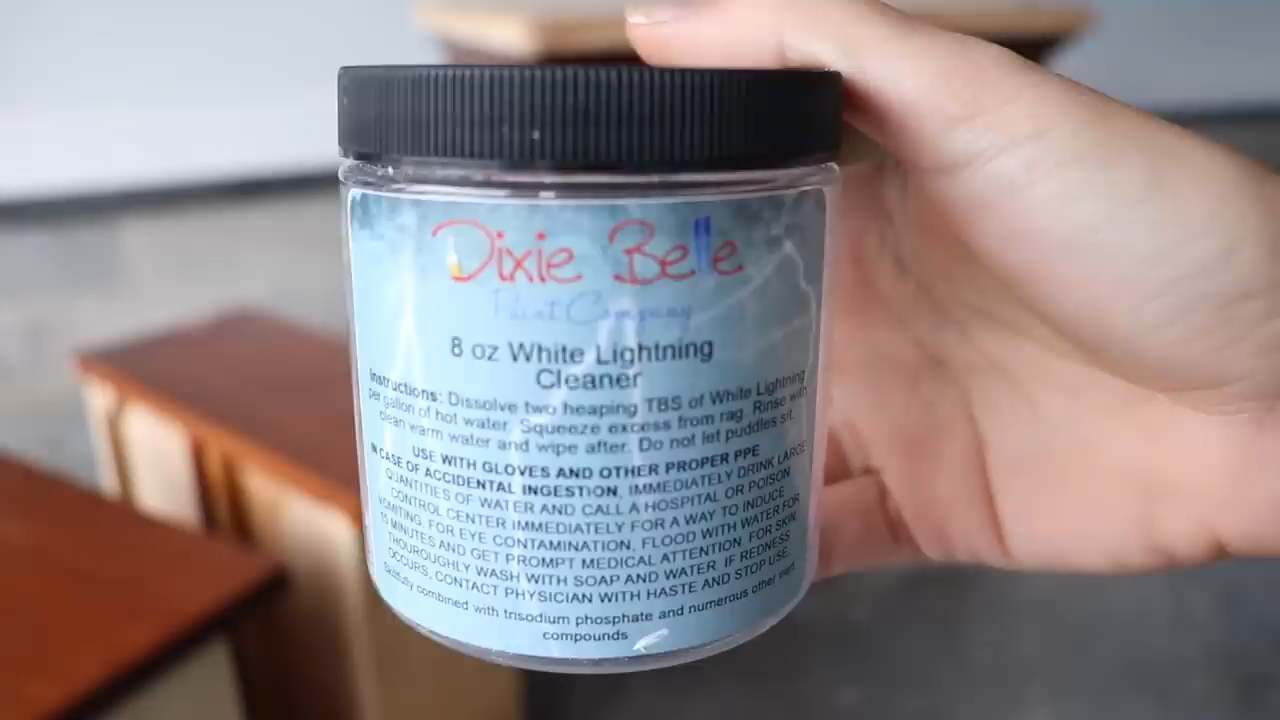 Dixie Belle
Paint Company
8 oz White Lightning
Cleaner
Instructions: Dissolve two heaping TBS of White Lightning
per gallon of hot water. Squeeze excess from rag. Rinse with
clean warm water and wipe after. Do not let puddles sit.
USE WITH GLOVES AND OTHER PROPER PPE
IN CASE OF ACCIDENTAL INGESTION, IMMEDIATELY DRINK LARGE
QUANTITIES OF WATER AND CALL A HOSPITAL OR POISON
CONTROL CENTER IMMEDIATELY FOR A WAY TO INDUCE
VOMITING, FOR EYE CONTAMINATION, FLOOD WITH WATER FOR
15 MINUTES AND GET PROMPT MEDICAL ATTENTION. FOR SKIN,
THOUROUGHLY WASH WITH SOAP AND WATER. IF REDNESS
OCCURS, CONTACT PHYSICIAN WITH HASTE AND STOP USE.
Skillfully combined with trisodium phosphate and numerous other inert
compounds